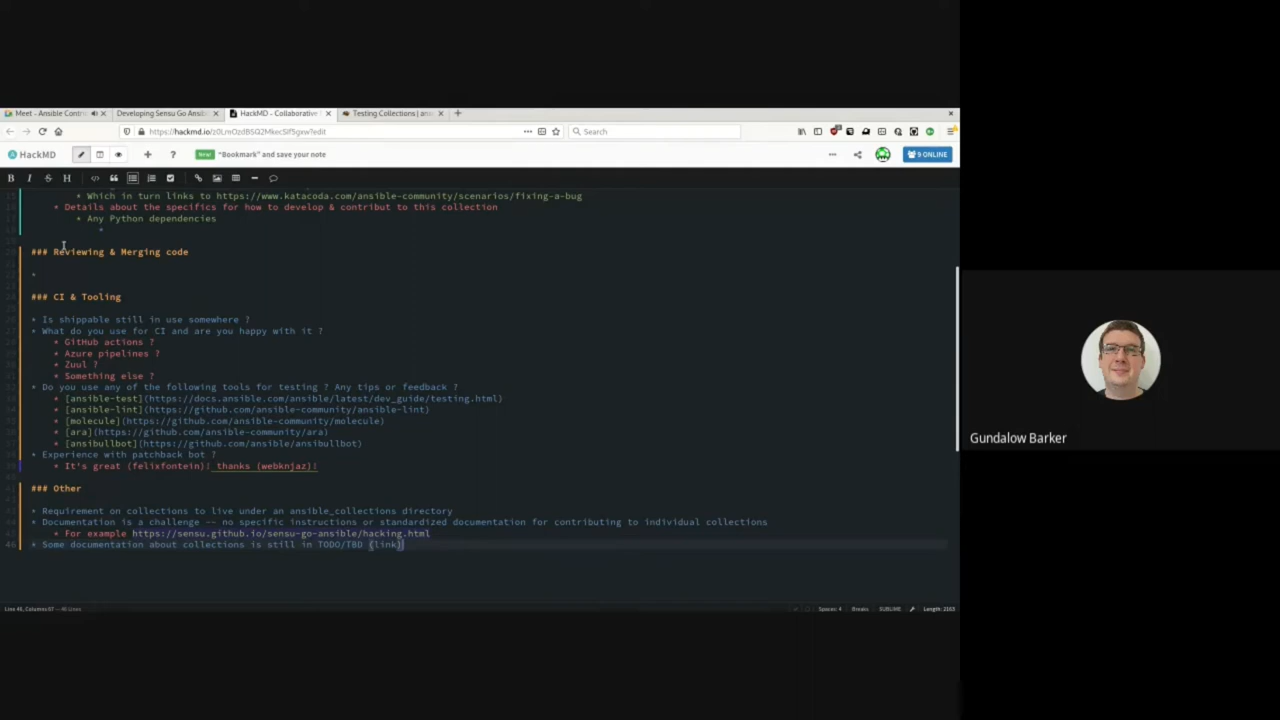 Meet - Ansible Contri
Developing Sensu Go Ansib
HackMD - Collaborative
Testing Collections | ans
HackMD
New! "Bookmark" and save your note
9 ONLINE
Search
* Which in turn links to https://www.katacoda.com/ansible-community/scenarios/fixing-a-bug
* Details about the specifics for how to develop & contribute to this collection
* Any Python dependencies
*
### Reviewing & Merging code
*
### CI & Tooling
* Is shippable still in use somewhere ?
* What do you use for CI and are you happy with it ?
* GitHub actions ?
* Azure pipelines ?
* Zuul ?
* Something else ?
* Do you use any of the following tools for testing ? Any tips or feedback ?
* [ansible-test](https://docs.ansible.com/ansible/latest/dev_guide/testing.html)
* [ansible-lint](https://github.com/ansible-community/ansible-lint)
* [molecule](https://github.com/ansible-community/molecule)
* [ara](https://github.com/ansible-community/ara)
* [ansibullbot](https://github.com/ansible/ansibullbot)
* Experience with patchback bot ?
* It's great (felixfontein)! thanks (webknjaz)!
### Other
* Requirement on collections to live under an ansible_collections directory
* Documentation is a challenge -- no specific instructions or standardized documentation for contributing to individual collections
* For example https://sensu.github.io/sensu-go-ansible/hacking.html
* Some documentation about collections is still in TODO/TBD (link)
Spaces: 4 Breaks SUBLIME Length: 2163
Gundalow Barker